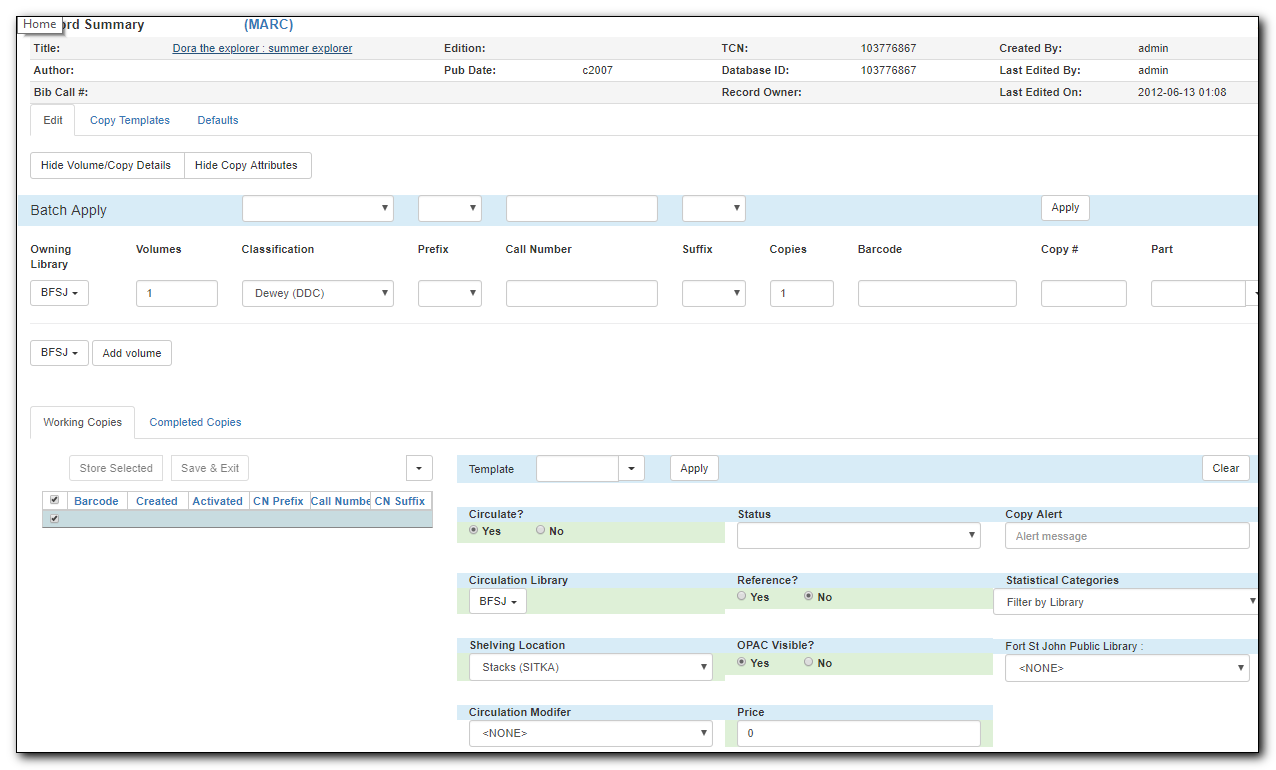 Home ord Summary (MARC)
Title: Dora the explorer : summer explorer Edition: TCN: 103776867 Created By: admin
Author: Pub Date: c2007 Database ID: 103776867 Last Edited By: admin
Bib Call #: Record Owner: Last Edited On: 2012-06-13 01:08
Edit Copy Templates Defaults
Hide Volume/Copy Details Hide Copy Attributes
Batch Apply Apply
Owning Library Volumes Classification Prefix Call Number Suffix Copies Barcode Copy # Part
BFSJ 1 Dewey (DDC) 1
BFSJ Add volume
Working Copies Completed Copies
Store Selected Save & Exit Template Apply Clear
Barcode Created Activated CN Prefix Call Numbe CN Suffix
Circulate? Status Copy Alert
Yes No Alert message
Circulation Library Reference? Statistical Categories
BFSJ Yes No Filter by Library
Shelving Location OPAC Visible? Fort St John Public Library :
Stacks (SITKA) Yes No <NONE>
Circulation Modifer Price
<NONE> 0